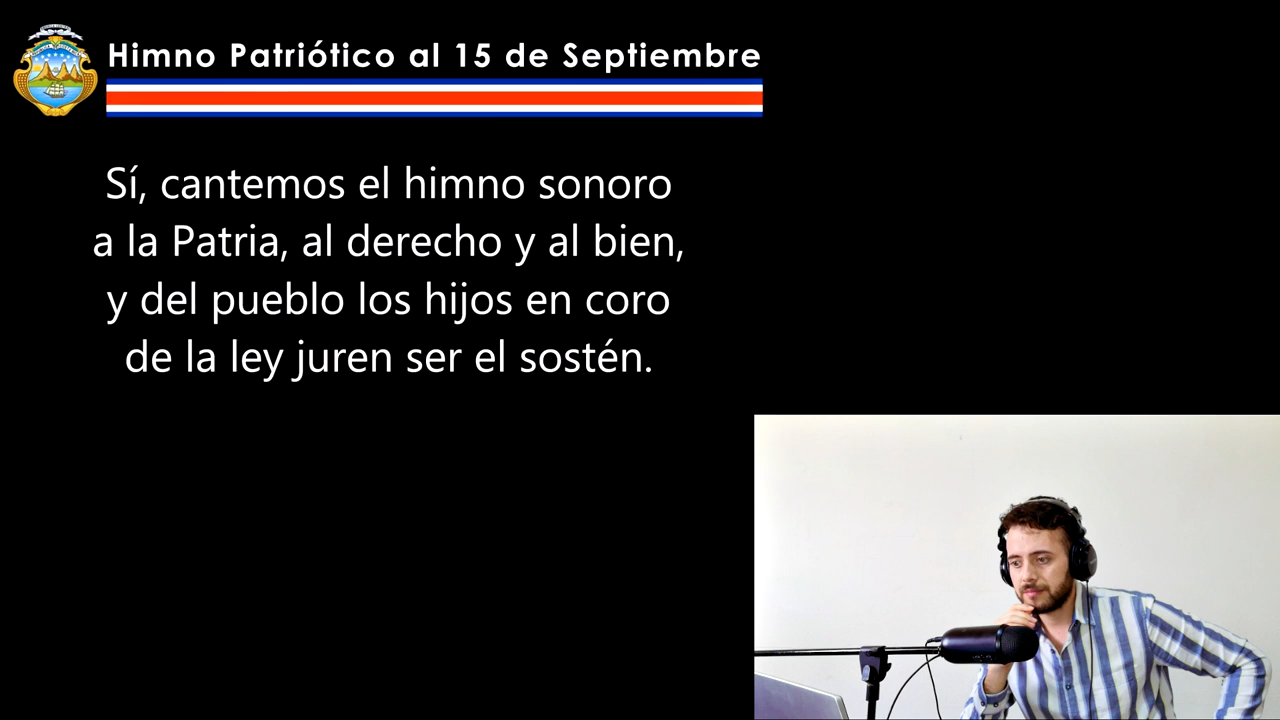 Himno Patriótico al 15 de Septiembre
Sí, cantemos el himno sonoro
a la Patria, al derecho y al bien,
y del pueblo los hijos en coro
de la ley juren ser el sostén.